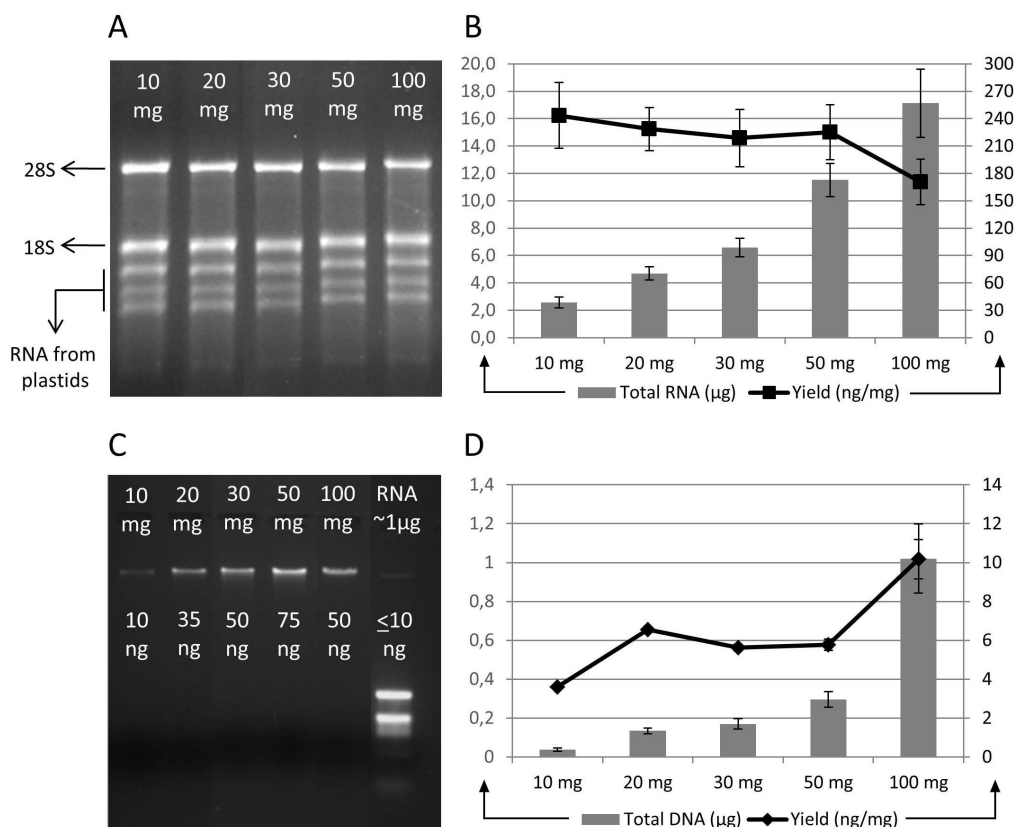 A
10 20 30 50 100
mg mg mg mg mg
28S
18S
RNA from
plastids
B
20,0 300
18,0 270
16,0 240
14,0 210
12,0 180
10,0 150
8,0 120
6,0 90
4,0 60
2,0 30
0,0 0
10 mg 20 mg 30 mg 50 mg 100 mg
Total RNA (µg) Yield (ng/mg)
C
10 20 30 50 100 RNA
mg mg mg mg mg ~1µg
10 35 50 75 50 ≤10
ng ng ng ng ng ng
D
1,4 14
1,2 12
1 10
0,8 8
0,6 6
0,4 4
0,2 2
0 0
10 mg 20 mg 30 mg 50 mg 100 mg
Total DNA (µg) Yield (ng/mg)